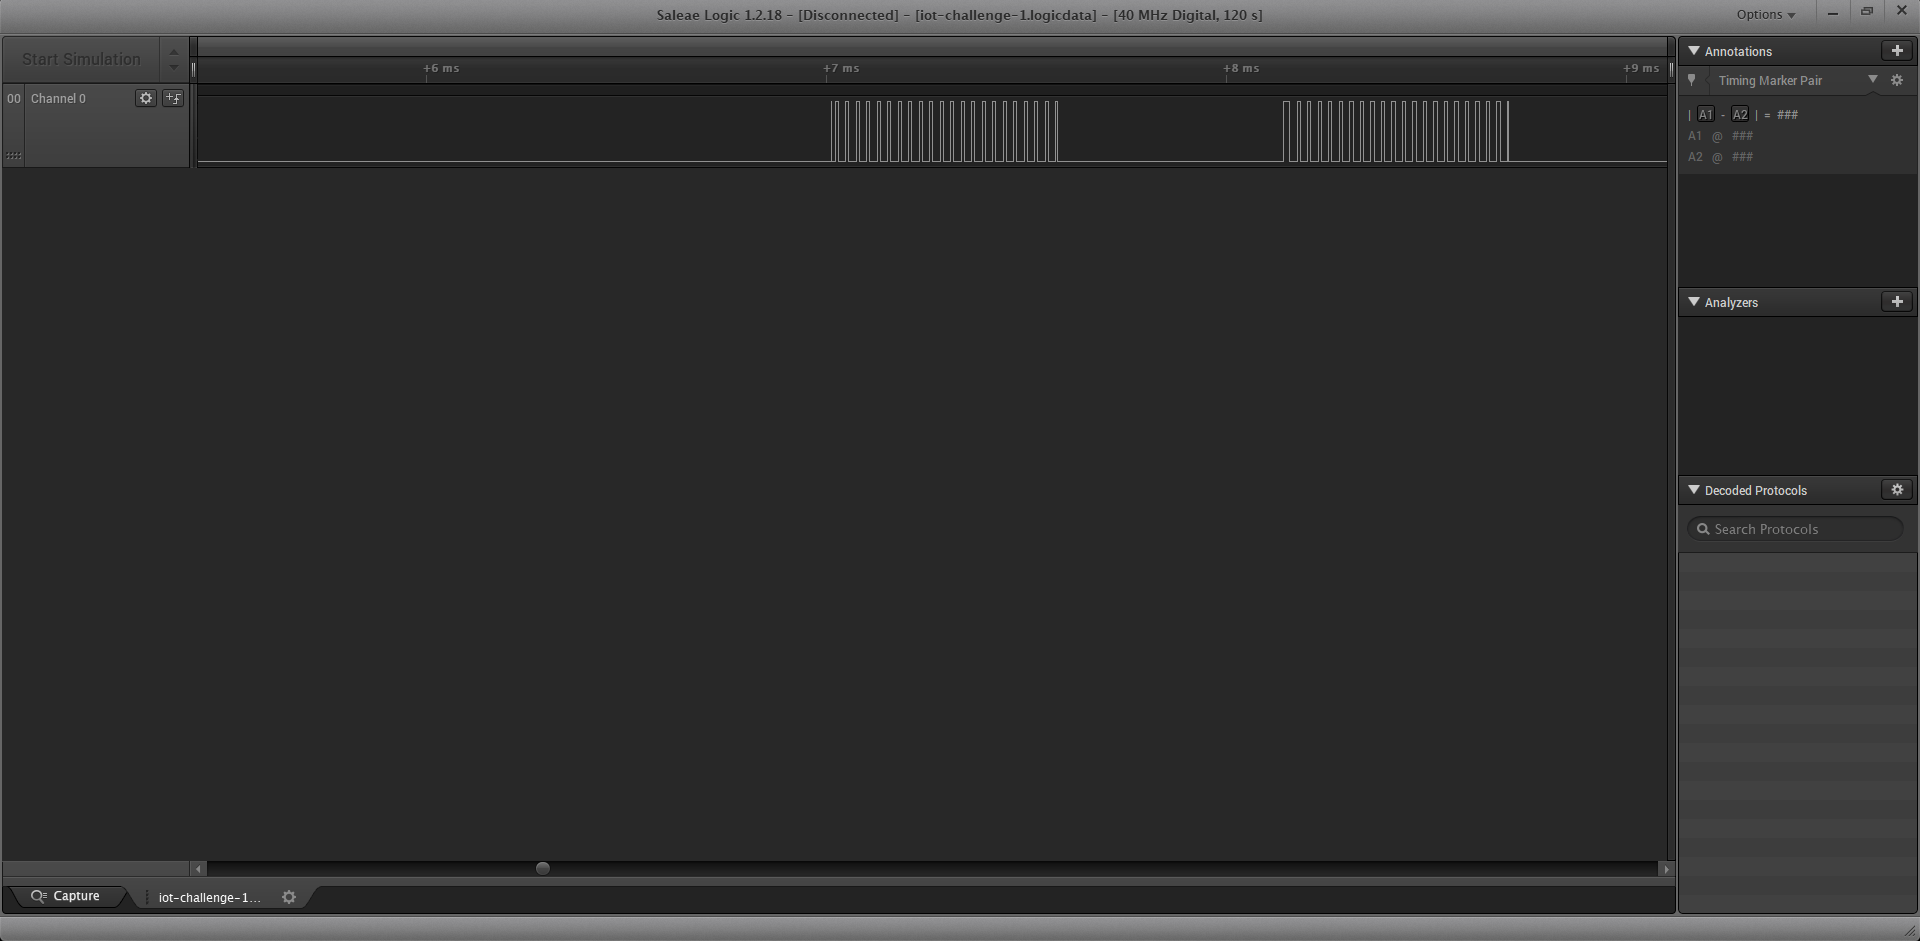 Saleae Logic 1.2.18 - [Disconnected] - [iot-challenge-1.logicdata] - [40 MHz Digital, 120 s]
Options
Start Simulation
+6 ms +7 ms +8 ms +9 ms
00 Channel 0
Annotations
Timing Marker Pair
| A1 - A2 | = ###
A1 @ ###
A2 @ ###
Analyzers
Decoded Protocols
Search Protocols
Capture
iot-challenge-1...